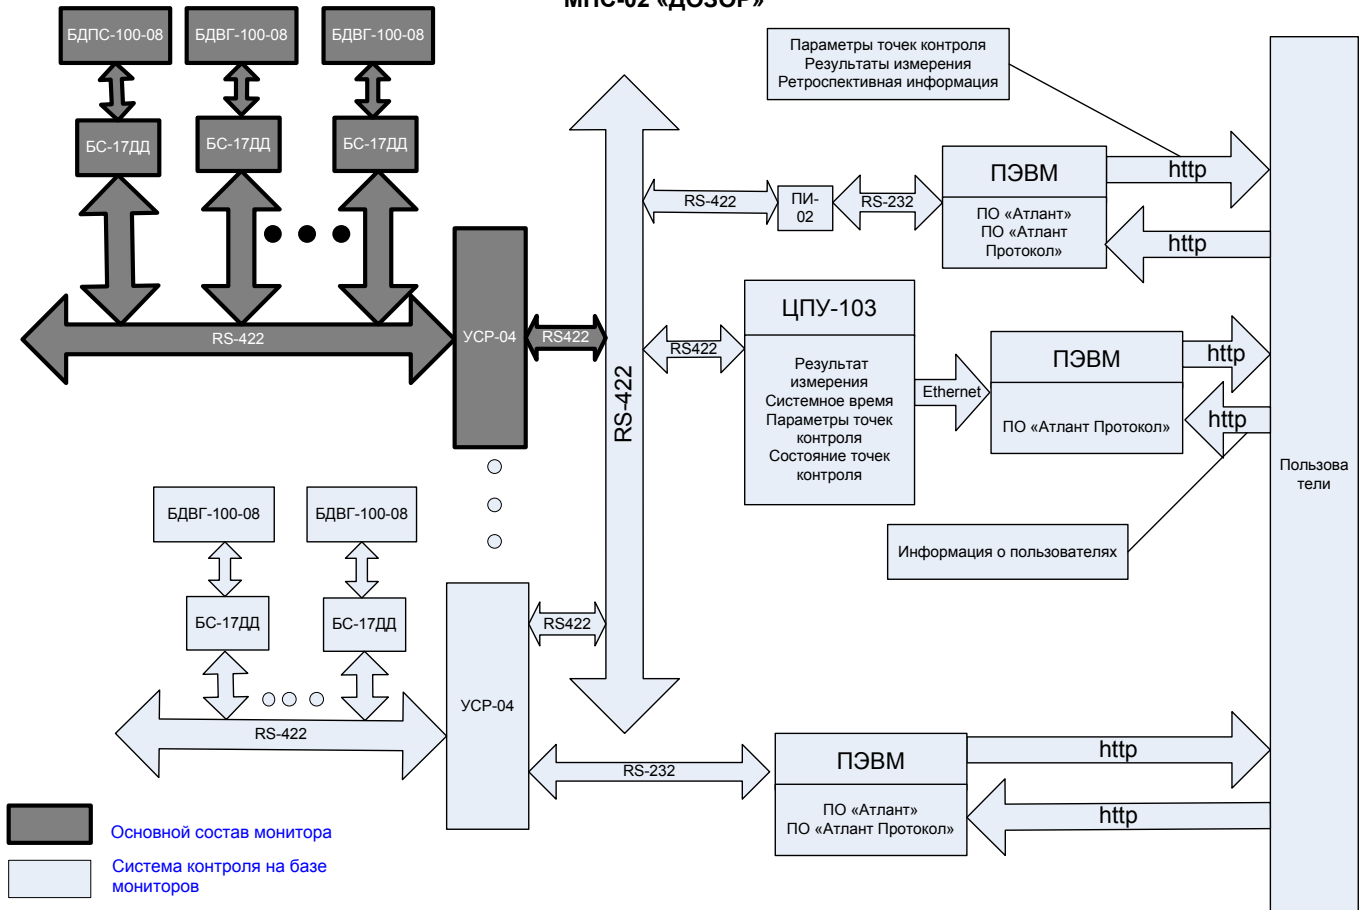 МПС-02 «ДОЗОР»
БДПС-100-08
БДВГ-100-08
БДВГ-100-08
БС-17ДД
БС-17ДД
БС-17ДД
RS-422
УСР-04
RS422
RS-422
Параметры точек контроля
Результаты измерения
Ретроспективная информация
RS-422
ПИ-
02
RS-232
ПЭВМ
ПО «Атлант»
ПО «Атлант
Протокол»
http
http
RS422
ЦПУ-103
Результат
измерения
Системное время
Параметры точек
контроля
Состояние точек
контроля
Ethernet
ПЭВМ
ПО «Атлант Протокол»
http
http
Пользова
тели
Информация о пользователях
БДВГ-100-08
БДВГ-100-08
БС-17ДД
БС-17ДД
RS-422
УСР-04
RS422
RS-232
ПЭВМ
ПО «Атлант»
ПО «Атлант Протокол»
http
http
Основной состав монитора
Система контроля на базе
мониторов